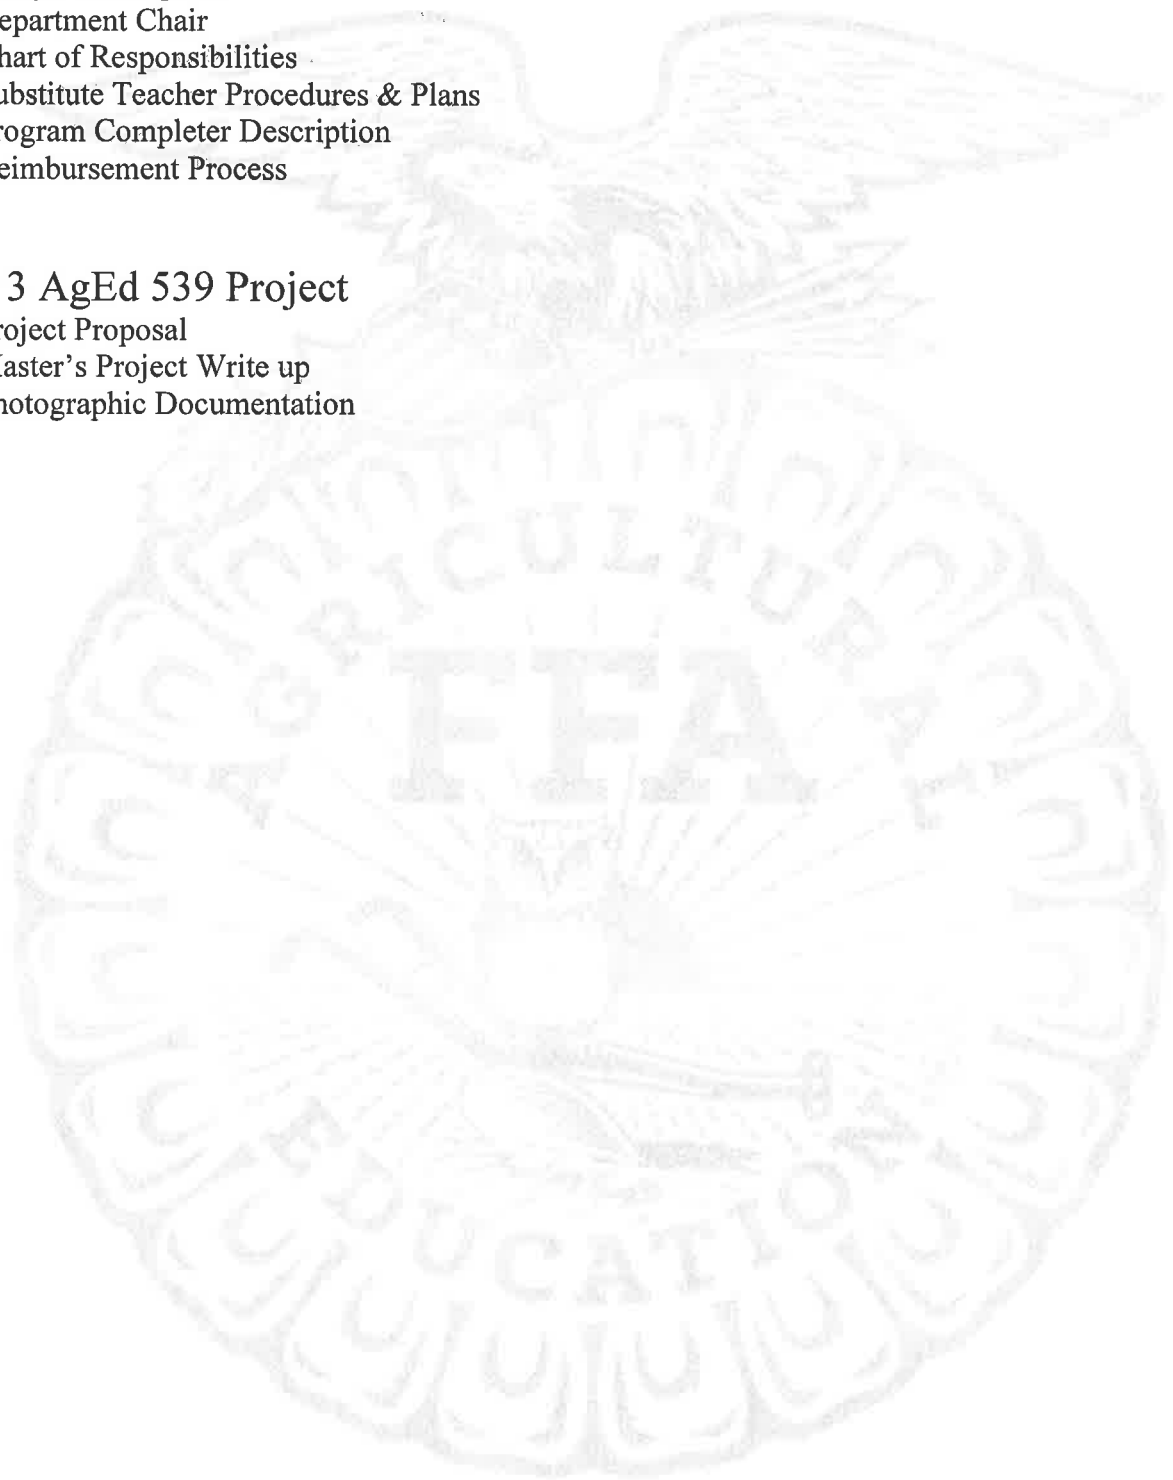 epartment Chair
hart of Responsibilities
ubstitute Teacher Procedures & Plans
rogram Completer Description
eimbursement Process
3 AgEd 539 Project
roject Proposal
aster's Project Write up
hotographic Documentation
AGRICULTURAL
FFA
EDUCATION